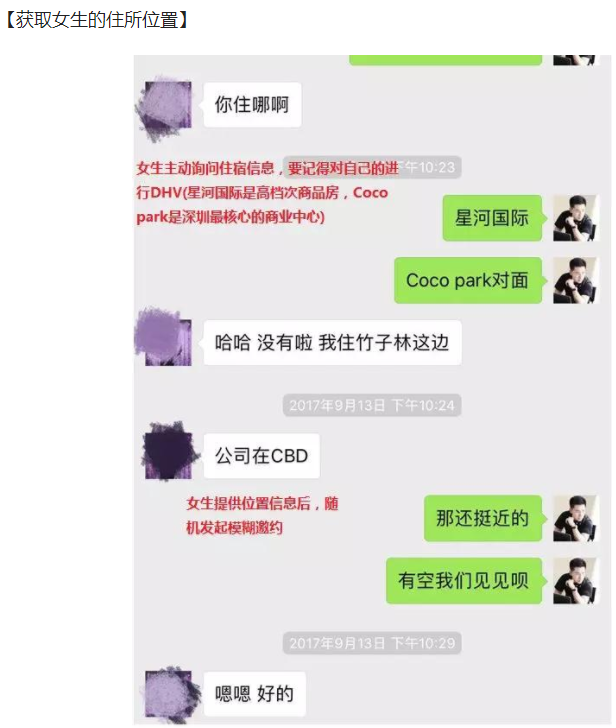 【获取女生的住所位置】
你住哪啊
下午10:23
女生主动询问住宿信息，要记得对自己的进
行DHV(星河国际是高档次商品房，Coco
park是深圳最核心的商业中心)
星河国际
Coco park对面
哈哈 没有啦 我住竹子林这边
2017年9月13日 下午10:24
公司在CBD
女生提供位置信息后，随
机发起模糊邀约
那还挺近的
有空我们见见呗
2017年9月13日 下午10:29
嗯嗯 好的